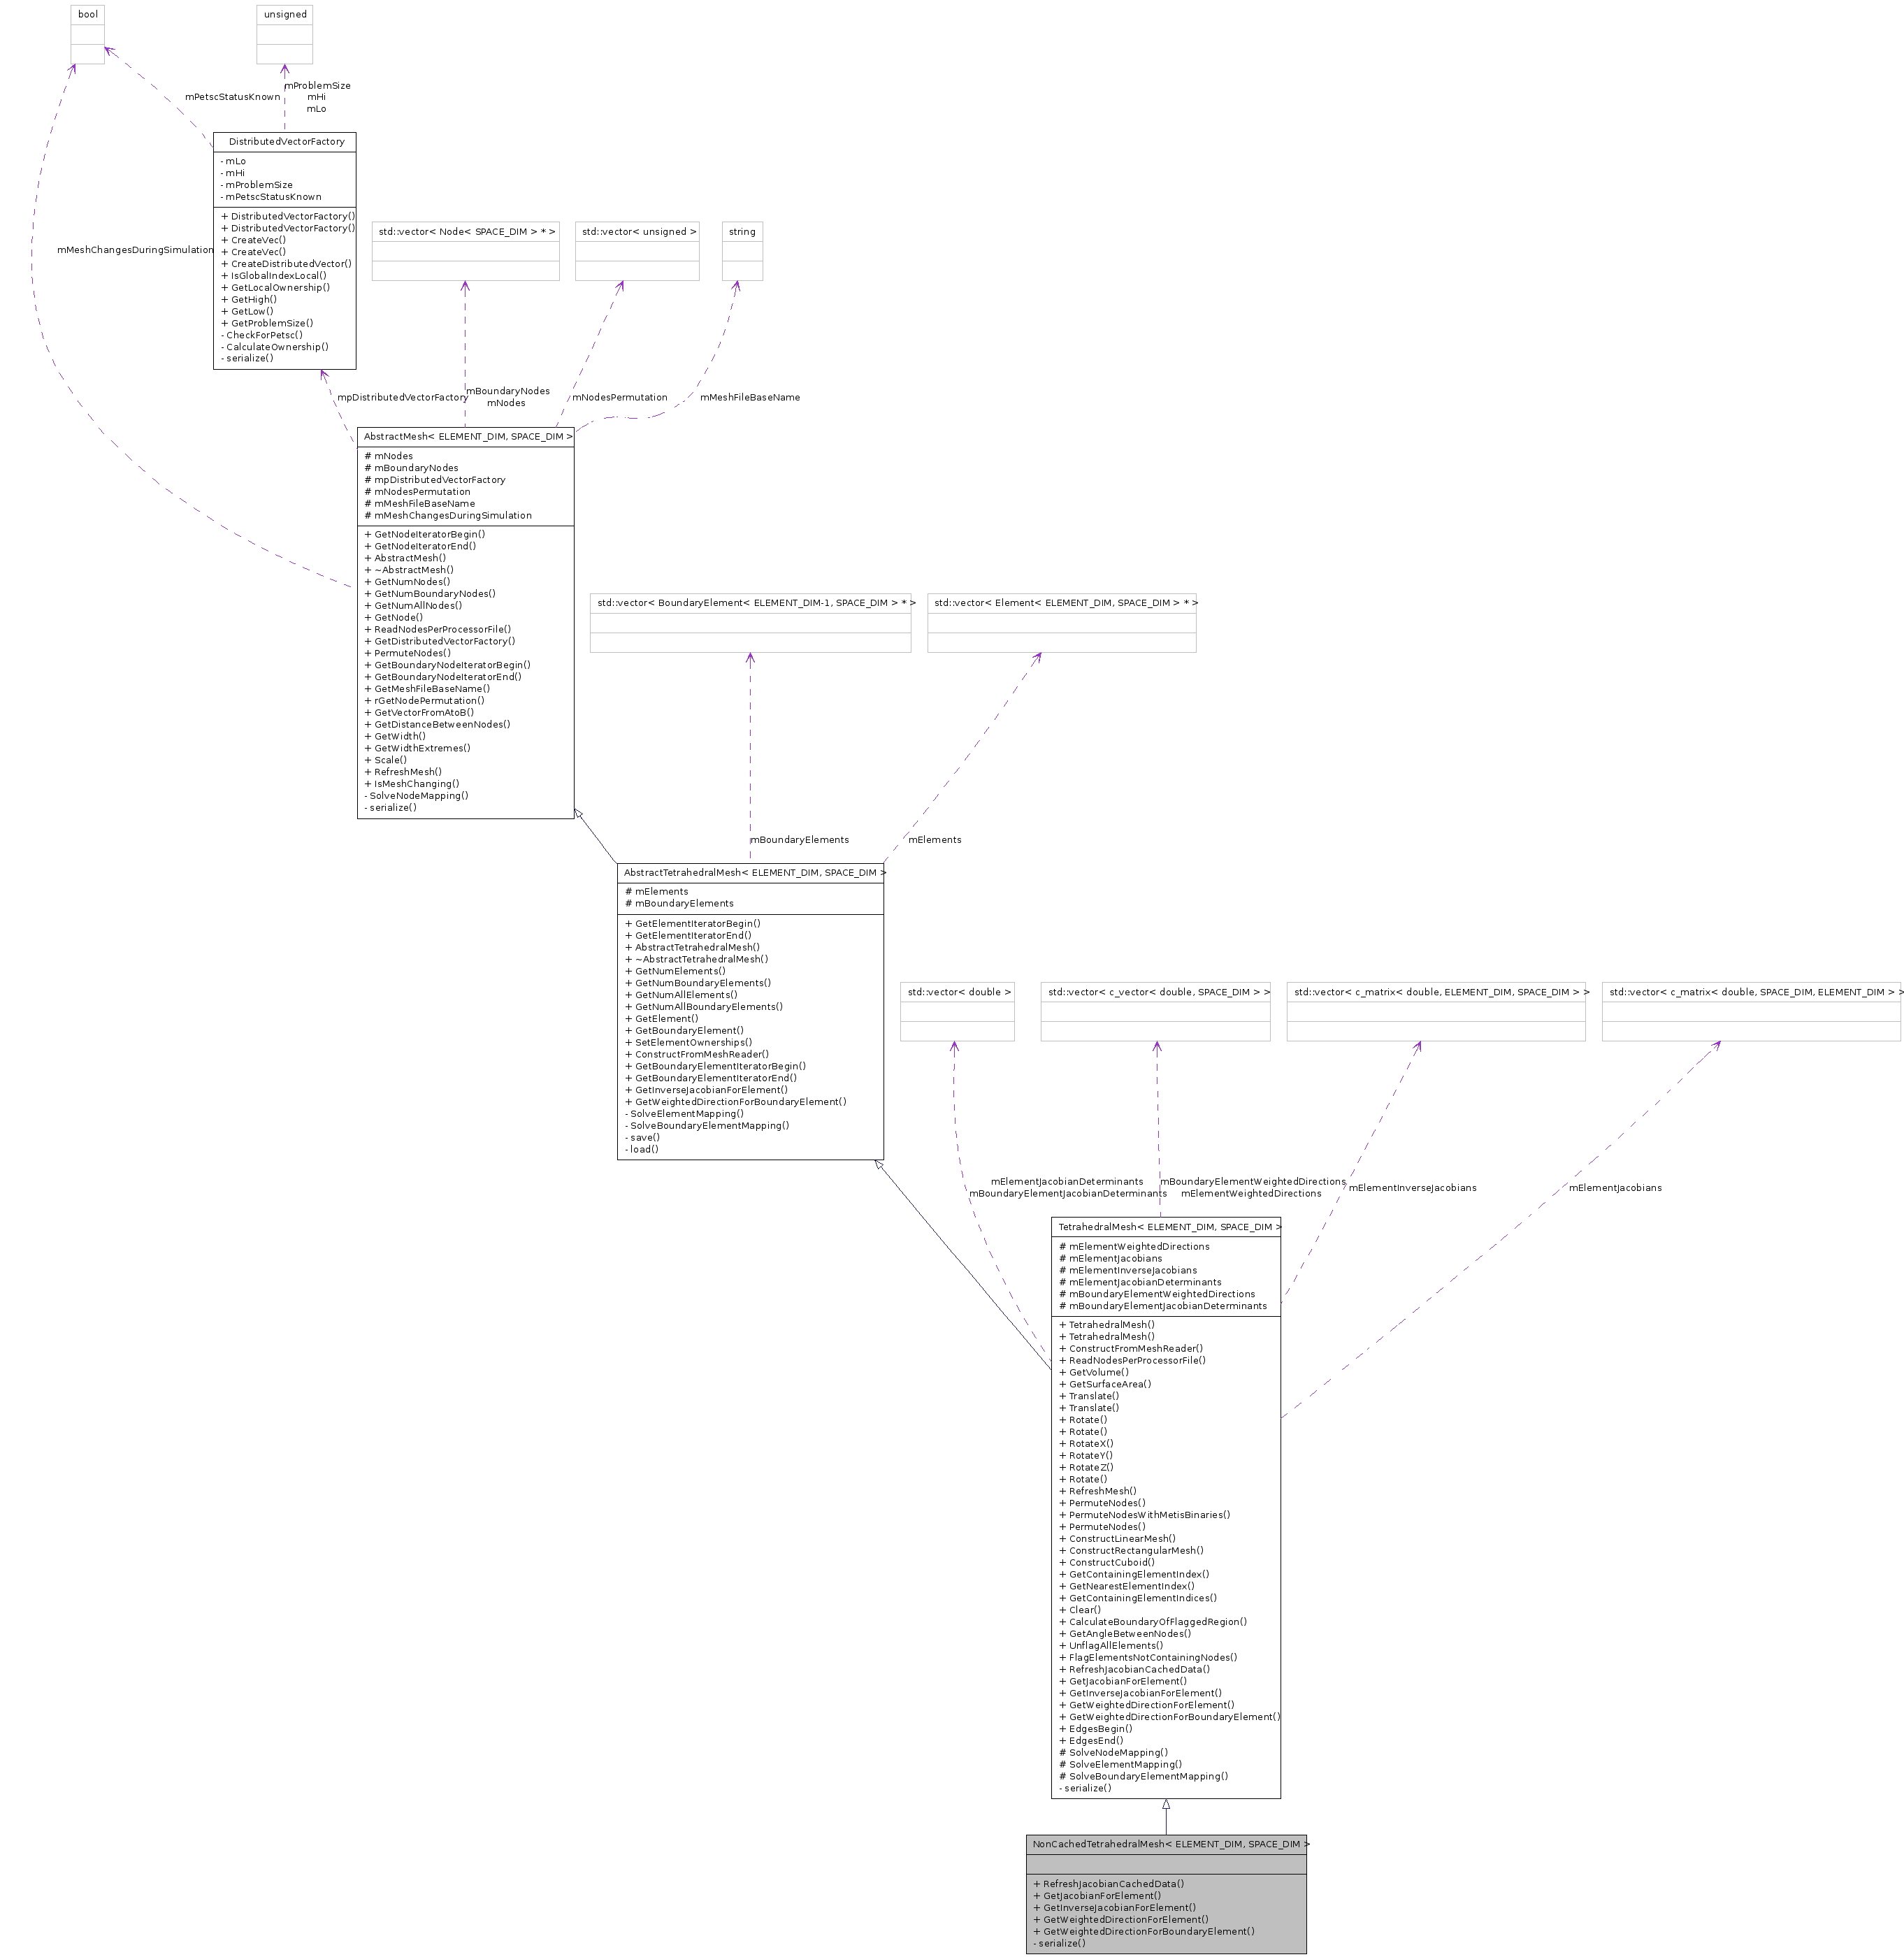 bool
unsigned
mPetscStatusKnown
mProblemSize
mHi
mLo
DistributedVectorFactory
- mLo
- mHi
- mProblemSize
- mPetscStatusKnown
+ DistributedVectorFactory()
+ DistributedVectorFactory()
+ CreateVec()
+ CreateVec()
+ CreateDistributedVector()
+ IsGlobalIndexLocal()
+ GetLocalOwnership()
+ GetHigh()
+ GetLow()
+ GetProblemSize()
- CheckForPetsc()
- CalculateOwnership()
- serialize()
mMeshChangesDuringSimulation
std::vector< Node< SPACE_DIM > * >
std::vector< unsigned >
string
mpDistributedVectorFactory
mBoundaryNodes
mNodes
mNodesPermutation
mMeshFileBaseName
AbstractMesh< ELEMENT_DIM, SPACE_DIM >
# mNodes
# mBoundaryNodes
# mpDistributedVectorFactory
# mNodesPermutation
# mMeshFileBaseName
# mMeshChangesDuringSimulation
+ GetNodeIteratorBegin()
+ GetNodeIteratorEnd()
+ AbstractMesh()
+ ~AbstractMesh()
+ GetNumNodes()
+ GetNumBoundaryNodes()
+ GetNumAllNodes()
+ GetNode()
+ ReadNodesPerProcessorFile()
+ GetDistributedVectorFactory()
+ PermuteNodes()
+ GetBoundaryNodeIteratorBegin()
+ GetBoundaryNodeIteratorEnd()
+ GetMeshFileBaseName()
+ rGetNodePermutation()
+ GetVectorFromAtoB()
+ GetDistanceBetweenNodes()
+ GetWidth()
+ GetWidthExtremes()
+ Scale()
+ RefreshMesh()
+ IsMeshChanging()
- SolveNodeMapping()
- serialize()
std::vector< BoundaryElement< ELEMENT_DIM-1, SPACE_DIM > * >
std::vector< Element< ELEMENT_DIM, SPACE_DIM > * >
mBoundaryElements
mElements
AbstractTetrahedralMesh< ELEMENT_DIM, SPACE_DIM >
# mElements
# mBoundaryElements
+ GetElementIteratorBegin()
+ GetElementIteratorEnd()
+ AbstractTetrahedralMesh()
+ ~AbstractTetrahedralMesh()
+ GetNumElements()
+ GetNumBoundaryElements()
+ GetNumAllElements()
+ GetNumAllBoundaryElements()
+ GetElement()
+ GetBoundaryElement()
+ SetElementOwnerships()
+ ConstructFromMeshReader()
+ GetBoundaryElementIteratorBegin()
+ GetBoundaryElementIteratorEnd()
+ GetInverseJacobianForElement()
+ GetWeightedDirectionForBoundaryElement()
- SolveElementMapping()
- SolveBoundaryElementMapping()
- save()
- load()
std::vector< double >
std::vector< c_vector< double, SPACE_DIM > >
std::vector< c_matrix< double, ELEMENT_DIM, SPACE_DIM > >
std::vector< c_matrix< double, SPACE_DIM, ELEMENT_DIM > >
mElementJacobianDeterminants
mBoundaryElementJacobianDeterminants
mBoundaryElementWeightedDirections
mElementWeightedDirections
mElementInverseJacobians
mElementJacobians
TetrahedralMesh< ELEMENT_DIM, SPACE_DIM >
# mElementWeightedDirections
# mElementJacobians
# mElementInverseJacobians
# mElementJacobianDeterminants
# mBoundaryElementWeightedDirections
# mBoundaryElementJacobianDeterminants
+ TetrahedralMesh()
+ TetrahedralMesh()
+ ConstructFromMeshReader()
+ ReadNodesPerProcessorFile()
+ GetVolume()
+ GetSurfaceArea()
+ Translate()
+ Translate()
+ Rotate()
+ Rotate()
+ RotateX()
+ RotateY()
+ RotateZ()
+ Rotate()
+ RefreshMesh()
+ PermuteNodes()
+ PermuteNodesWithMetisBinaries()
+ PermuteNodes()
+ ConstructLinearMesh()
+ ConstructRectangularMesh()
+ ConstructCuboid()
+ GetContainingElementIndex()
+ GetNearestElementIndex()
+ GetContainingElementIndices()
+ Clear()
+ CalculateBoundaryOfFlaggedRegion()
+ GetAngleBetweenNodes()
+ UnflagAllElements()
+ FlagElementsNotContainingNodes()
+ RefreshJacobianCachedData()
+ GetJacobianForElement()
+ GetInverseJacobianForElement()
+ GetWeightedDirectionForElement()
+ GetWeightedDirectionForBoundaryElement()
+ EdgesBegin()
+ EdgesEnd()
# SolveNodeMapping()
# SolveElementMapping()
# SolveBoundaryElementMapping()
- serialize()
NonCachedTetrahedralMesh< ELEMENT_DIM, SPACE_DIM >
+ RefreshJacobianCachedData()
+ GetJacobianForElement()
+ GetInverseJacobianForElement()
+ GetWeightedDirectionForElement()
+ GetWeightedDirectionForBoundaryElement()
- serialize()